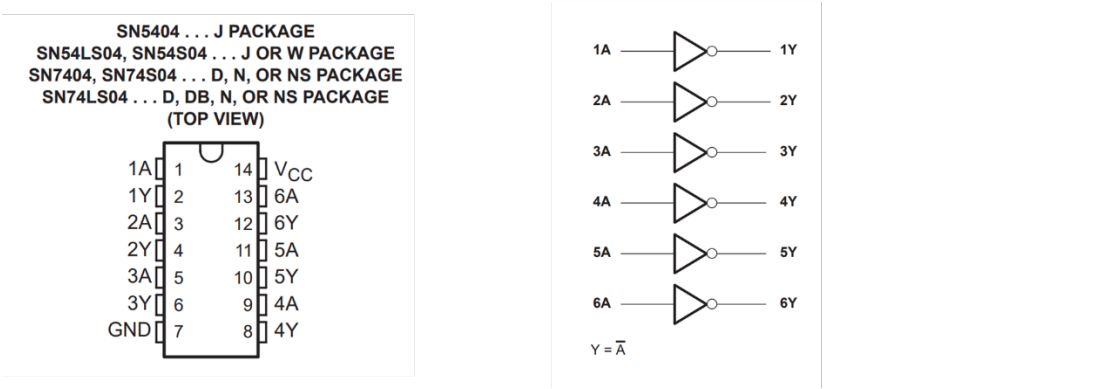 SN5404 . . . J PACKAGE
SN54LS04, SN54S04 . . . J OR W PACKAGE
SN7404, SN74S04 . . . D, N, OR NS PACKAGE
SN74LS04 . . . D, DB, N, OR NS PACKAGE
(TOP VIEW)
1A 1 14 VCC
1Y 2 13 6A
2A 3 12 6Y
2Y 4 11 5A
3A 5 10 5Y
3Y 6 9 4A
GND 7 8 4Y
1A 1Y
2A 2Y
3A 3Y
4A 4Y
5A 5Y
6A 6Y
Y = A̅